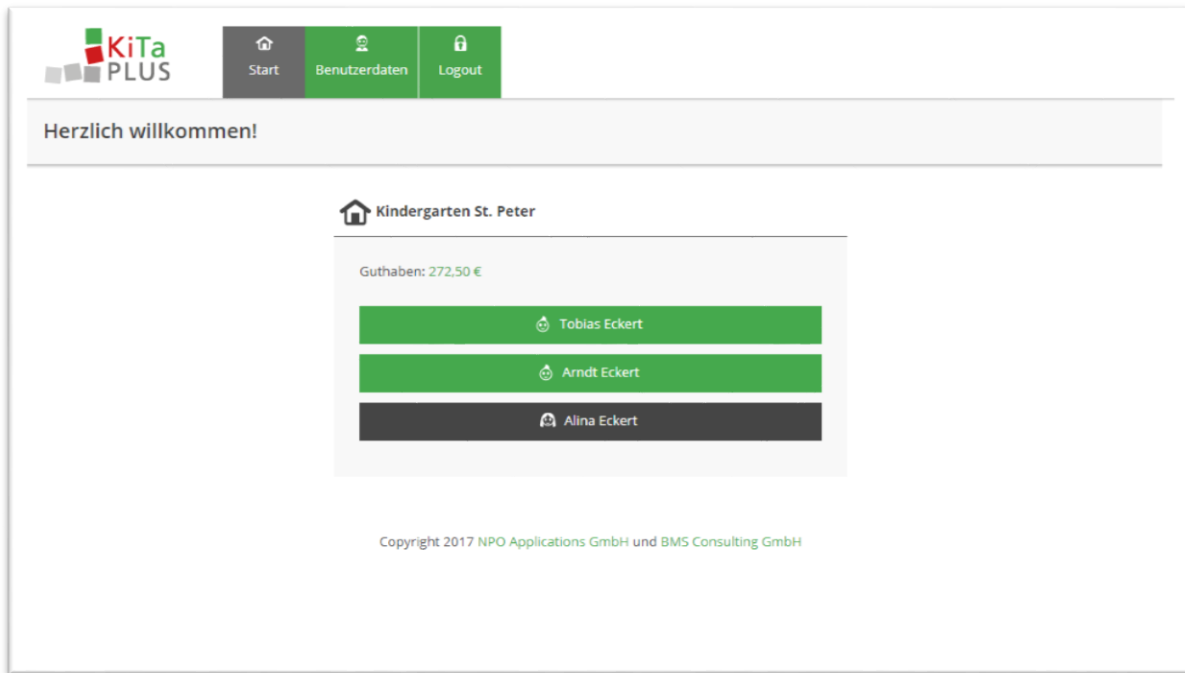 KiTa
PLUS
Start
Benutzerdaten
Logout
Herzlich willkommen!
Kindergarten St. Peter
Guthaben: 272,50 €
Tobias Eckert
Arndt Eckert
Alina Eckert
Copyright 2017 NPO Applications GmbH und BMS Consulting GmbH